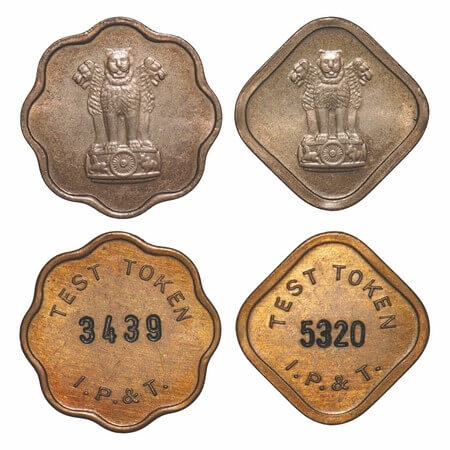 TEST TOKEN
3439
I.P.& T.
TEST TOKEN
5320
I.P.& T.